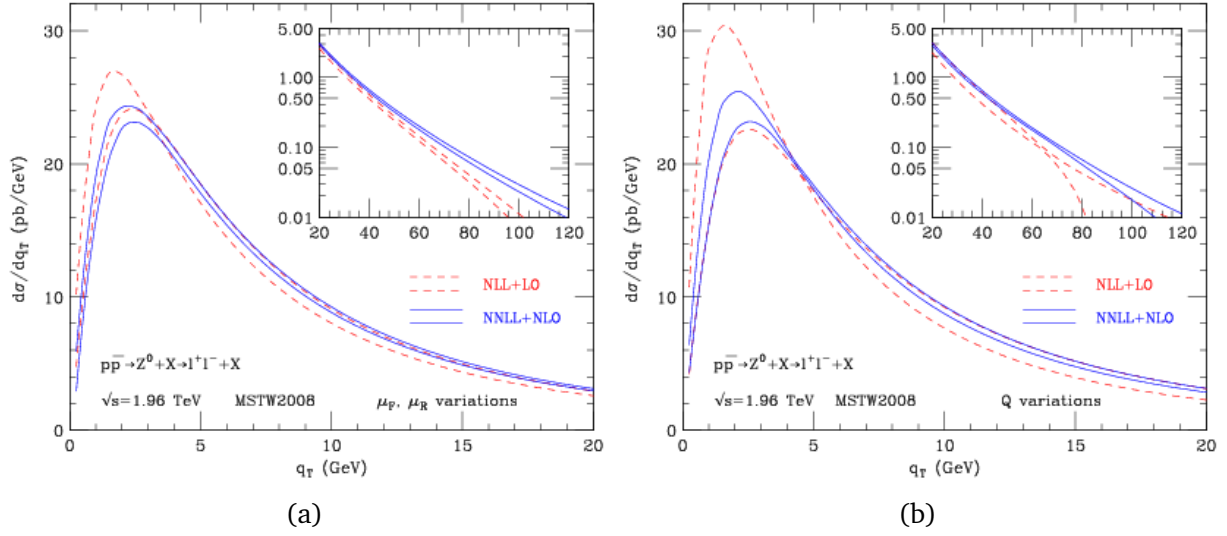 30
20
10
0
dσ/dq_T (pb/GeV)
5.00
1.00
0.50
0.10
0.05
0.01
20 40 60 80 100 120
NLL+LO
NNLL+NLO
pp̅→Z⁰+X→l⁺l⁻+X
√s=1.96 TeV MSTW2008 μ_F, μ_R variations
0 5 10 15 20
q_T (GeV)
(a)
30
20
10
0
dσ/dq_T (pb/GeV)
5.00
1.00
0.50
0.10
0.05
0.01
20 40 60 80 100 120
NLL+LO
NNLL+NLO
pp̅→Z⁰+X→l⁺l⁻+X
√s=1.96 TeV MSTW2008 Q variations
0 5 10 15 20
q_T (GeV)
(b)